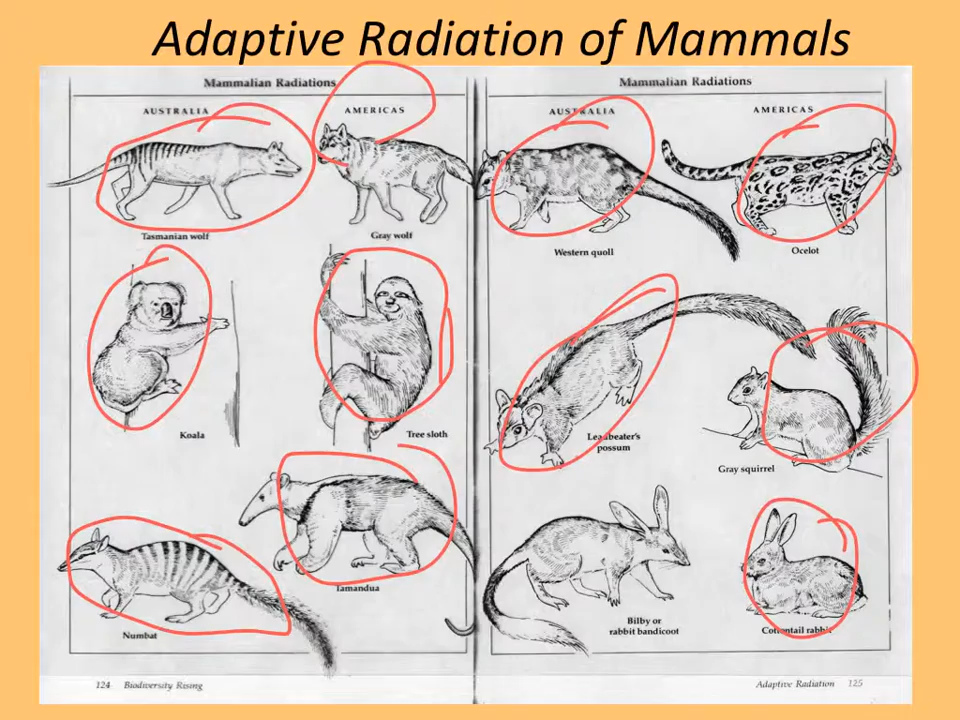 Adaptive Radiation of Mammals
Mammalian Radiations
AUSTRALIA
AMERICAS
Tasmanian wolf
Gray wolf
Koala
Tree sloth
Tamandua
Numbat
124 Biodiversity Rising
Mammalian Radiations
AUSTRALIA
AMERICAS
Western quoll
Ocelot
Leadbeater's
possum
Gray squirrel
Bilby or
rabbit bandicoot
Cottontail rabbit
Adaptive Radiation 125